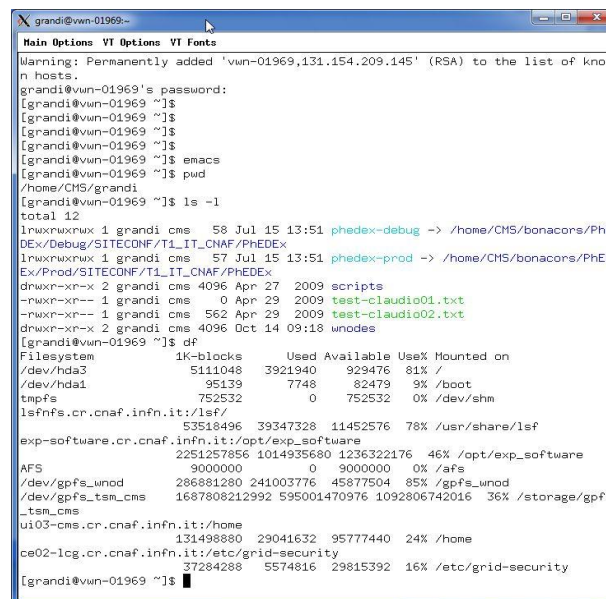 grandi@vwn-01969:~
Main Options VT Options VT Fonts
Warning: Permanently added 'vwn-01969,131.154.209.145' (RSA) to the list of kno
n hosts.
grandi@vwn-01969's password:
[grandi@vwn-01969 ~]$
[grandi@vwn-01969 ~]$
[grandi@vwn-01969 ~]$
[grandi@vwn-01969 ~]$ emacs
[grandi@vwn-01969 ~]$ pwd
/home/CMS/grandi
[grandi@vwn-01969 ~]$ ls -l
total 12
lrwxrwxrwx 1 grandi cms 58 Jul 15 13:51 phedex-debug -> /home/CMS/bonacors/Ph
DEx/Debug/SITECONF/T1_IT_CNAF/PhEDEx
lrwxrwxrwx 1 grandi cms 57 Jul 15 13:51 phedex-prod -> /home/CMS/bonacors/PhE
Ex/Prod/SITECONF/T1_IT_CNAF/PhEDEx
drwxr-xr-x 2 grandi cms 4096 Apr 27 2009 scripts
-rwxr-xr-- 1 grandi cms 0 Apr 29 2009 test-claudio01.txt
-rwxr-xr-- 1 grandi cms 562 Apr 29 2009 test-claudio02.txt
drwxr-xr-x 2 grandi cms 4096 Oct 14 09:18 wnodes
[grandi@vwn-01969 ~]$ df
Filesystem 1K-blocks Used Available Use% Mounted on
/dev/hda3 5111048 3921940 929476 81% /
/dev/hda1 95139 7748 82479 9% /boot
tmpfs 752532 0 752532 0% /dev/shm
lsfnfs.cr.cnaf.infn.it:/lsf/
53518496 39347328 11452576 78% /usr/share/lsf
exp-software.cr.cnaf.infn.it:/opt/exp_software
2251257856 1014935680 1236322176 46% /opt/exp_software
AFS 9000000 0 9000000 0% /afs
/dev/gpfs_wnod 286881280 241003776 45877504 85% /gpfs_wnod
/dev/gpfs_tsm_cms 1687808212992 595001470976 1092806742016 36% /storage/gpf
_tsm_cms
ui03-cms.cr.cnaf.infn.it:/home
131498880 29041632 95777440 24% /home
ce02-lcg.cr.cnaf.infn.it:/etc/grid-security
37284288 5574816 29815392 16% /etc/grid-security
[grandi@vwn-01969 ~]$